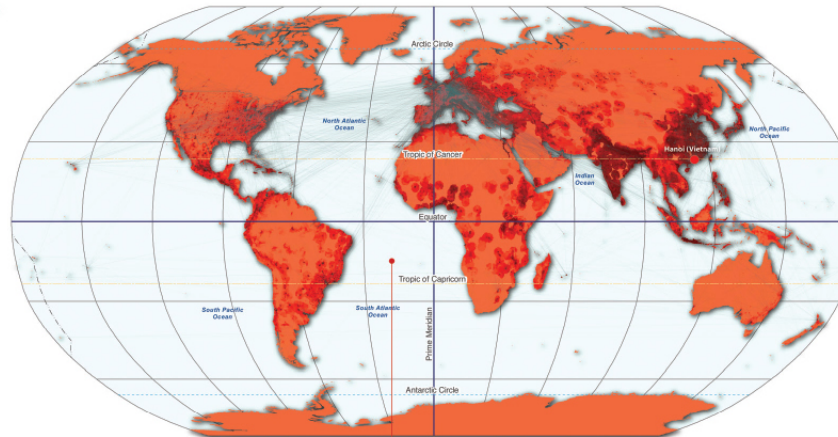 Arctic Circle
North Atlantic
Ocean
North Pacific
Ocean
Hanbi (Vietnam)
Tropic of Cancer
Indian
Ocean
Equator
Tropic of Capricorn
South Pacific
Ocean
South Atlantic
Ocean
Prime Meridian
Antarctic Circle